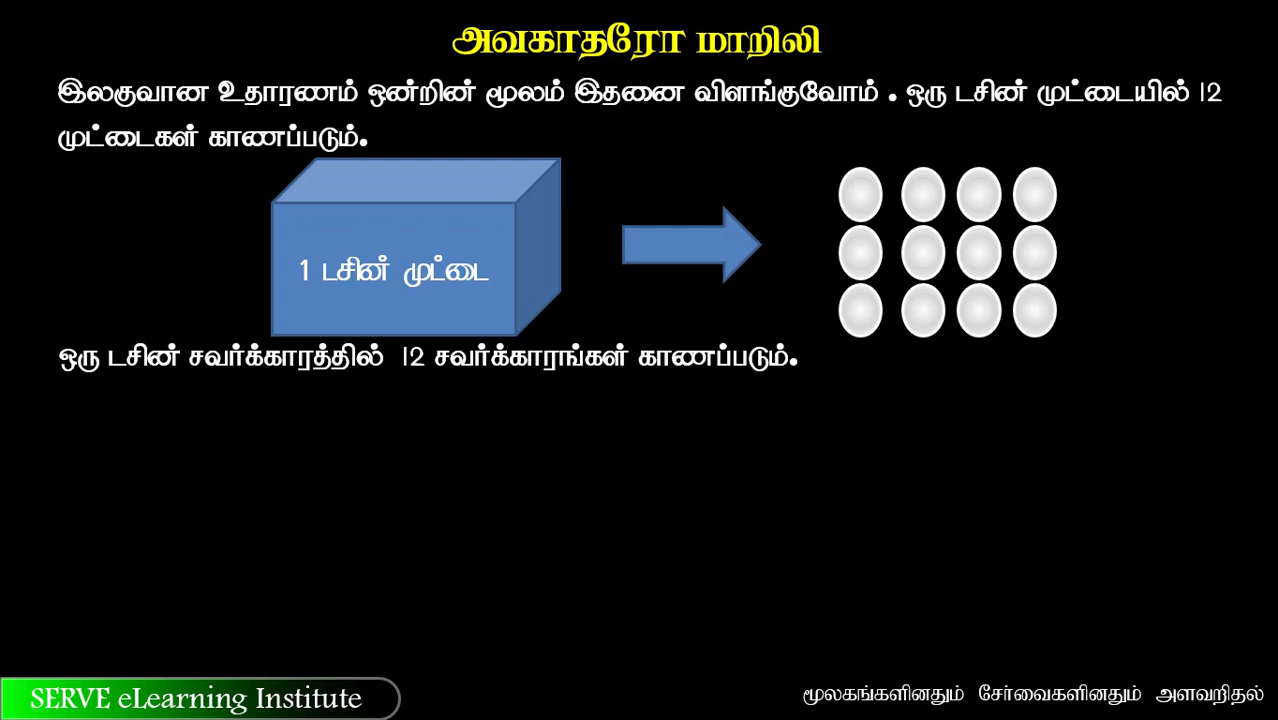 அவகாதரோ மாறிலி
இலகுவான உதாரணம் ஒன்றின் மூலம் இதனை விளங்குவோம் . ஒரு டசின் முட்டையில் 12
முட்டைகள் காணப்படும்.
1 டசின் முட்டை
ஒரு டசின் சவர்க்காரத்தில் 12 சவர்க்காரங்கள் காணப்படும்.
SERVE eLearning Institute
மூலகங்களினதும் சேர்வைகளினதும் அளவறிதல்